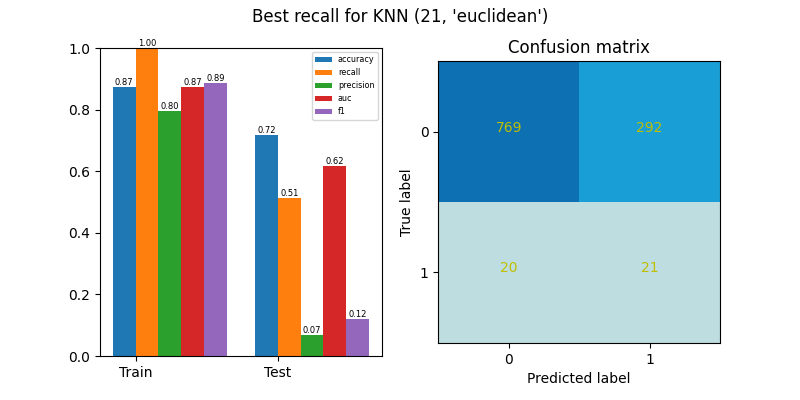 Best recall for KNN (21, 'euclidean')
1.0
0.8
0.6
0.4
0.2
0.0
0.87
1.00
0.80
0.87
0.89
0.72
0.51
0.07
0.62
0.12
accuracy
recall
precision
auc
f1
Train
Test
Confusion matrix
True label
0
1
769
292
20
21
0
1
Predicted label